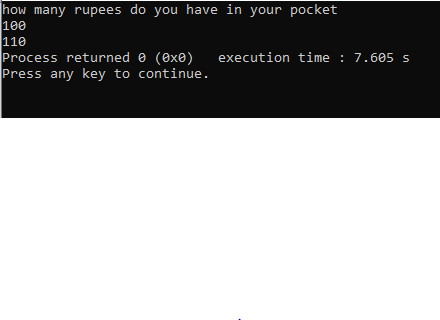 how many rupees do you have in your pocket
100
110
Process returned 0 (0x0)   execution time : 7.605 s
Press any key to continue.